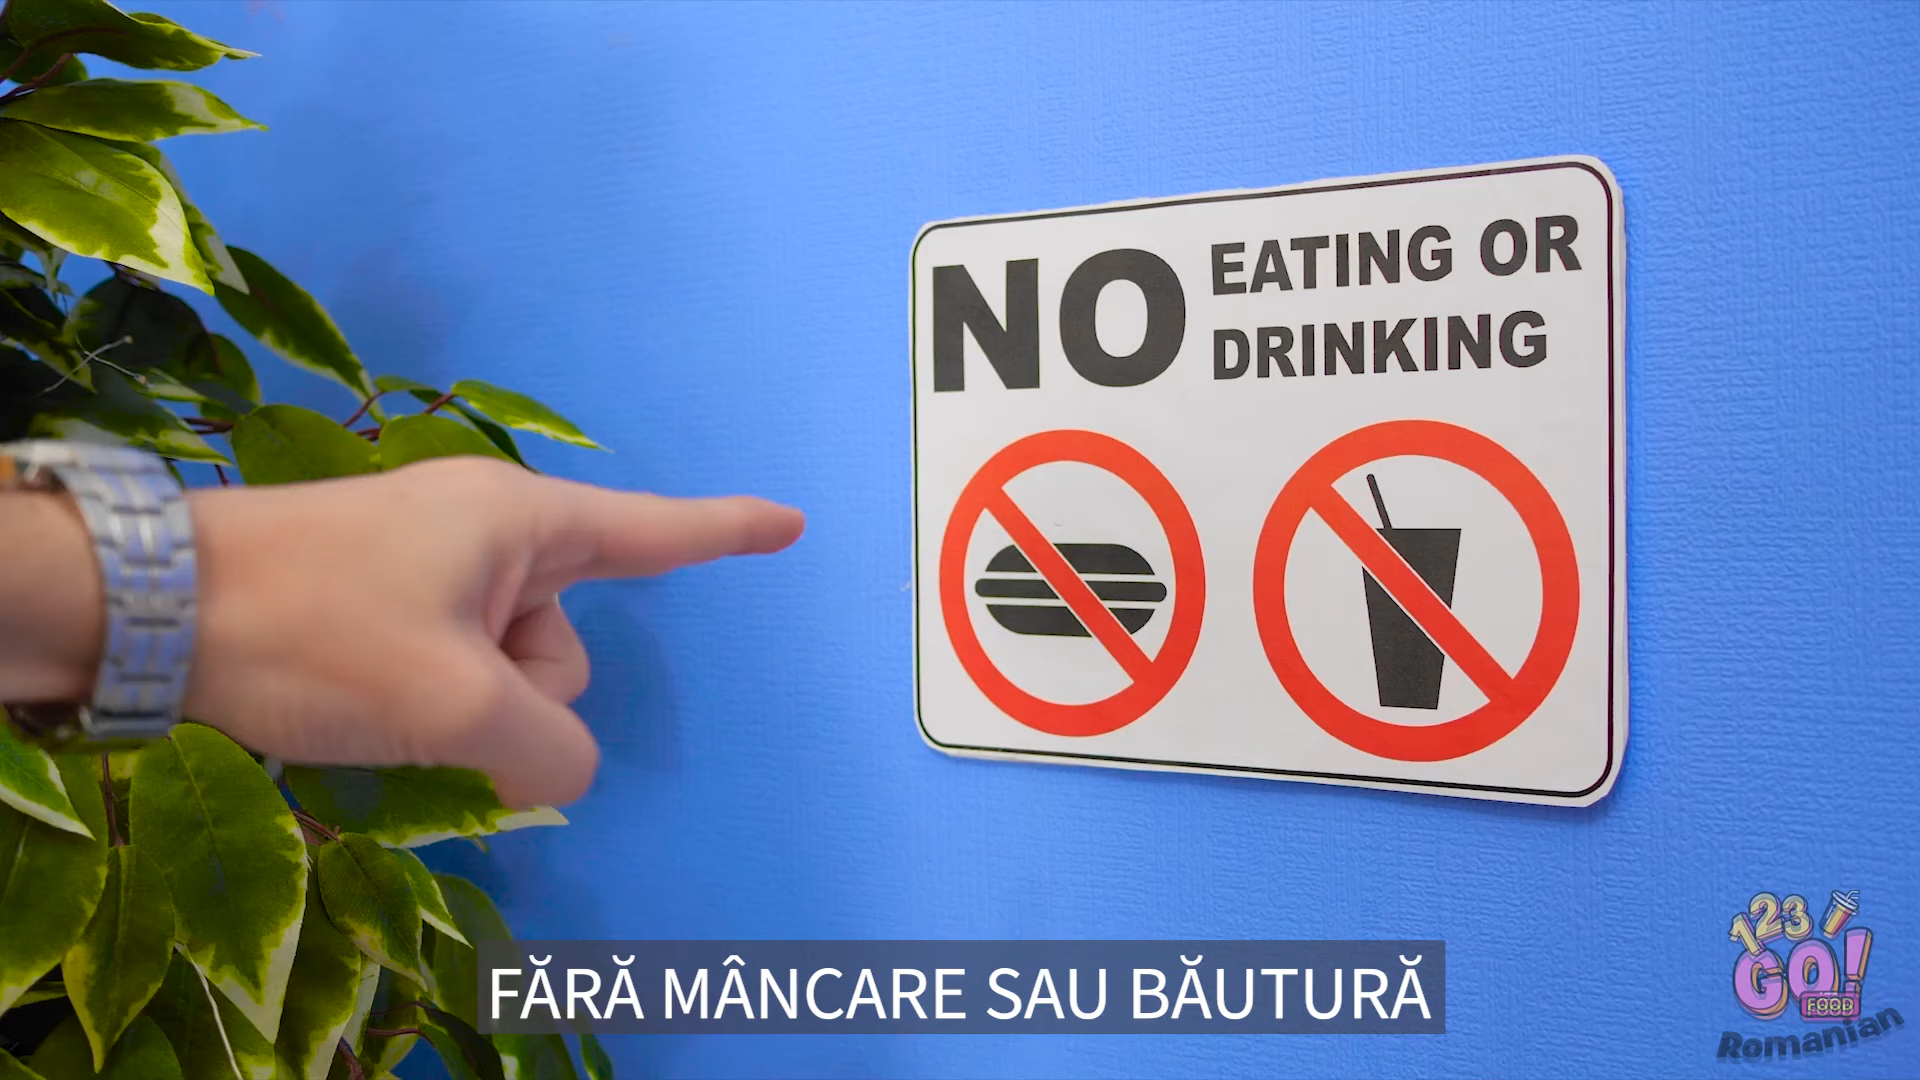 NO EATING OR
DRINKING
FĂRĂ MÂNCARE SAU BĂUTURĂ
123
GO!
FOOD
Romanian